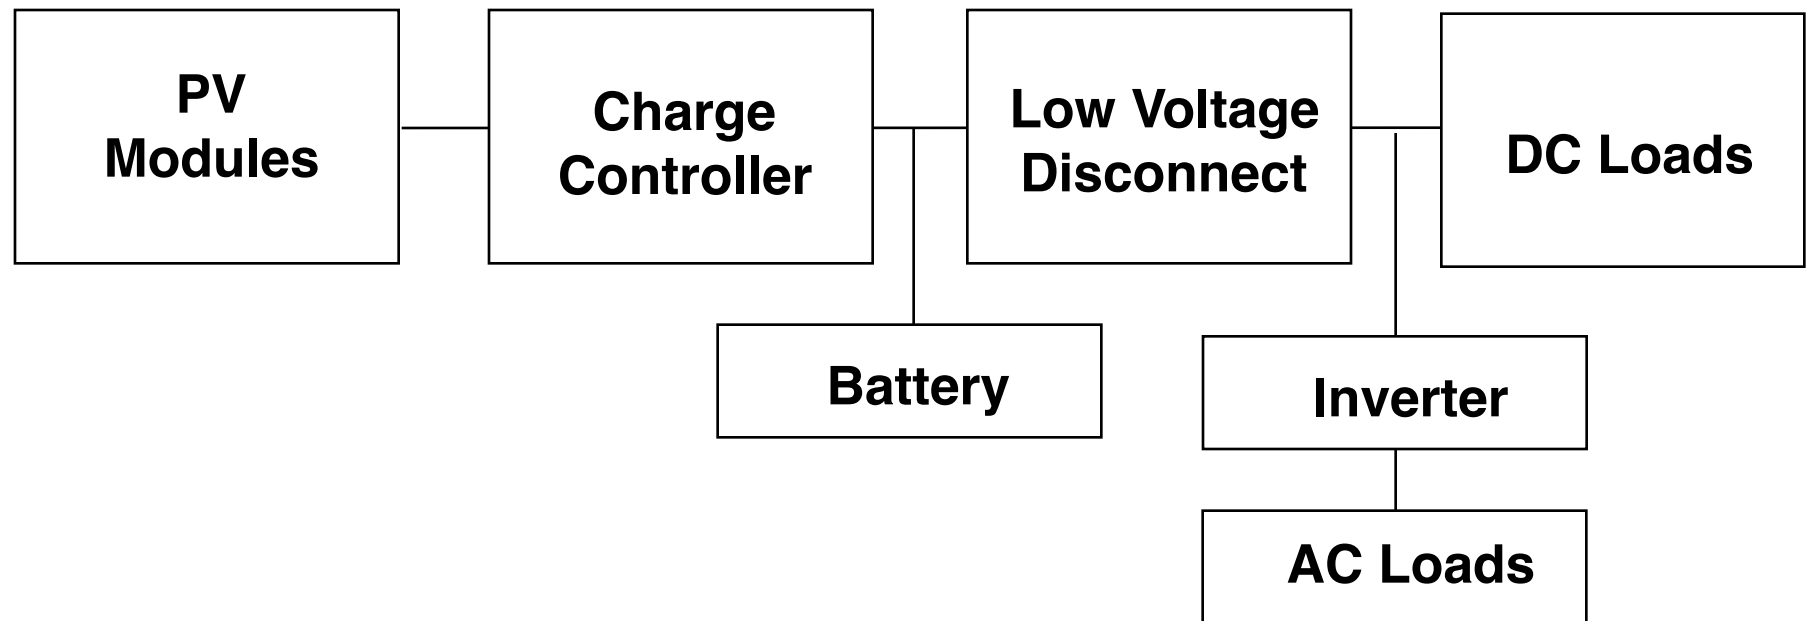 PV
Modules
Charge
Controller
Low Voltage
Disconnect
DC Loads
Battery
Inverter
AC Loads